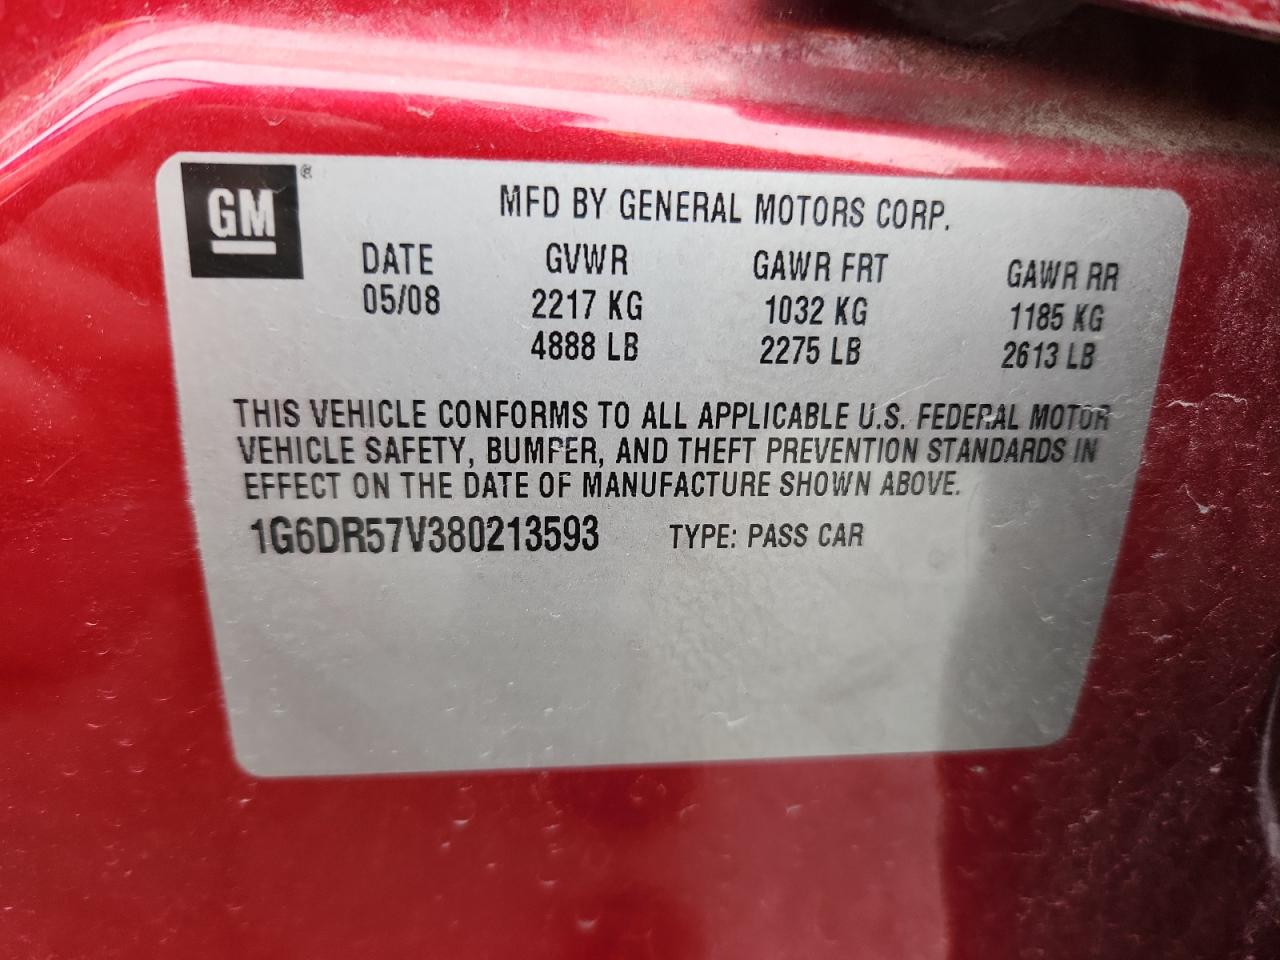 GM®
MFD BY GENERAL MOTORS CORP.
DATE GVWR GAWR FRT GAWR RR
05/08 2217 KG 1032 KG 1185 KG
4888 LB 2275 LB 2613 LB
THIS VEHICLE CONFORMS TO ALL APPLICABLE U.S. FEDERAL MOTOR
VEHICLE SAFETY, BUMPER, AND THEFT PREVENTION STANDARDS IN
EFFECT ON THE DATE OF MANUFACTURE SHOWN ABOVE.
1G6DR57V380213593 TYPE: PASS CAR